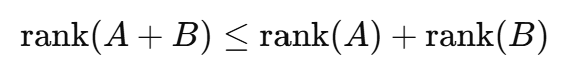 rank(A + B) ≤ rank(A) + rank(B)